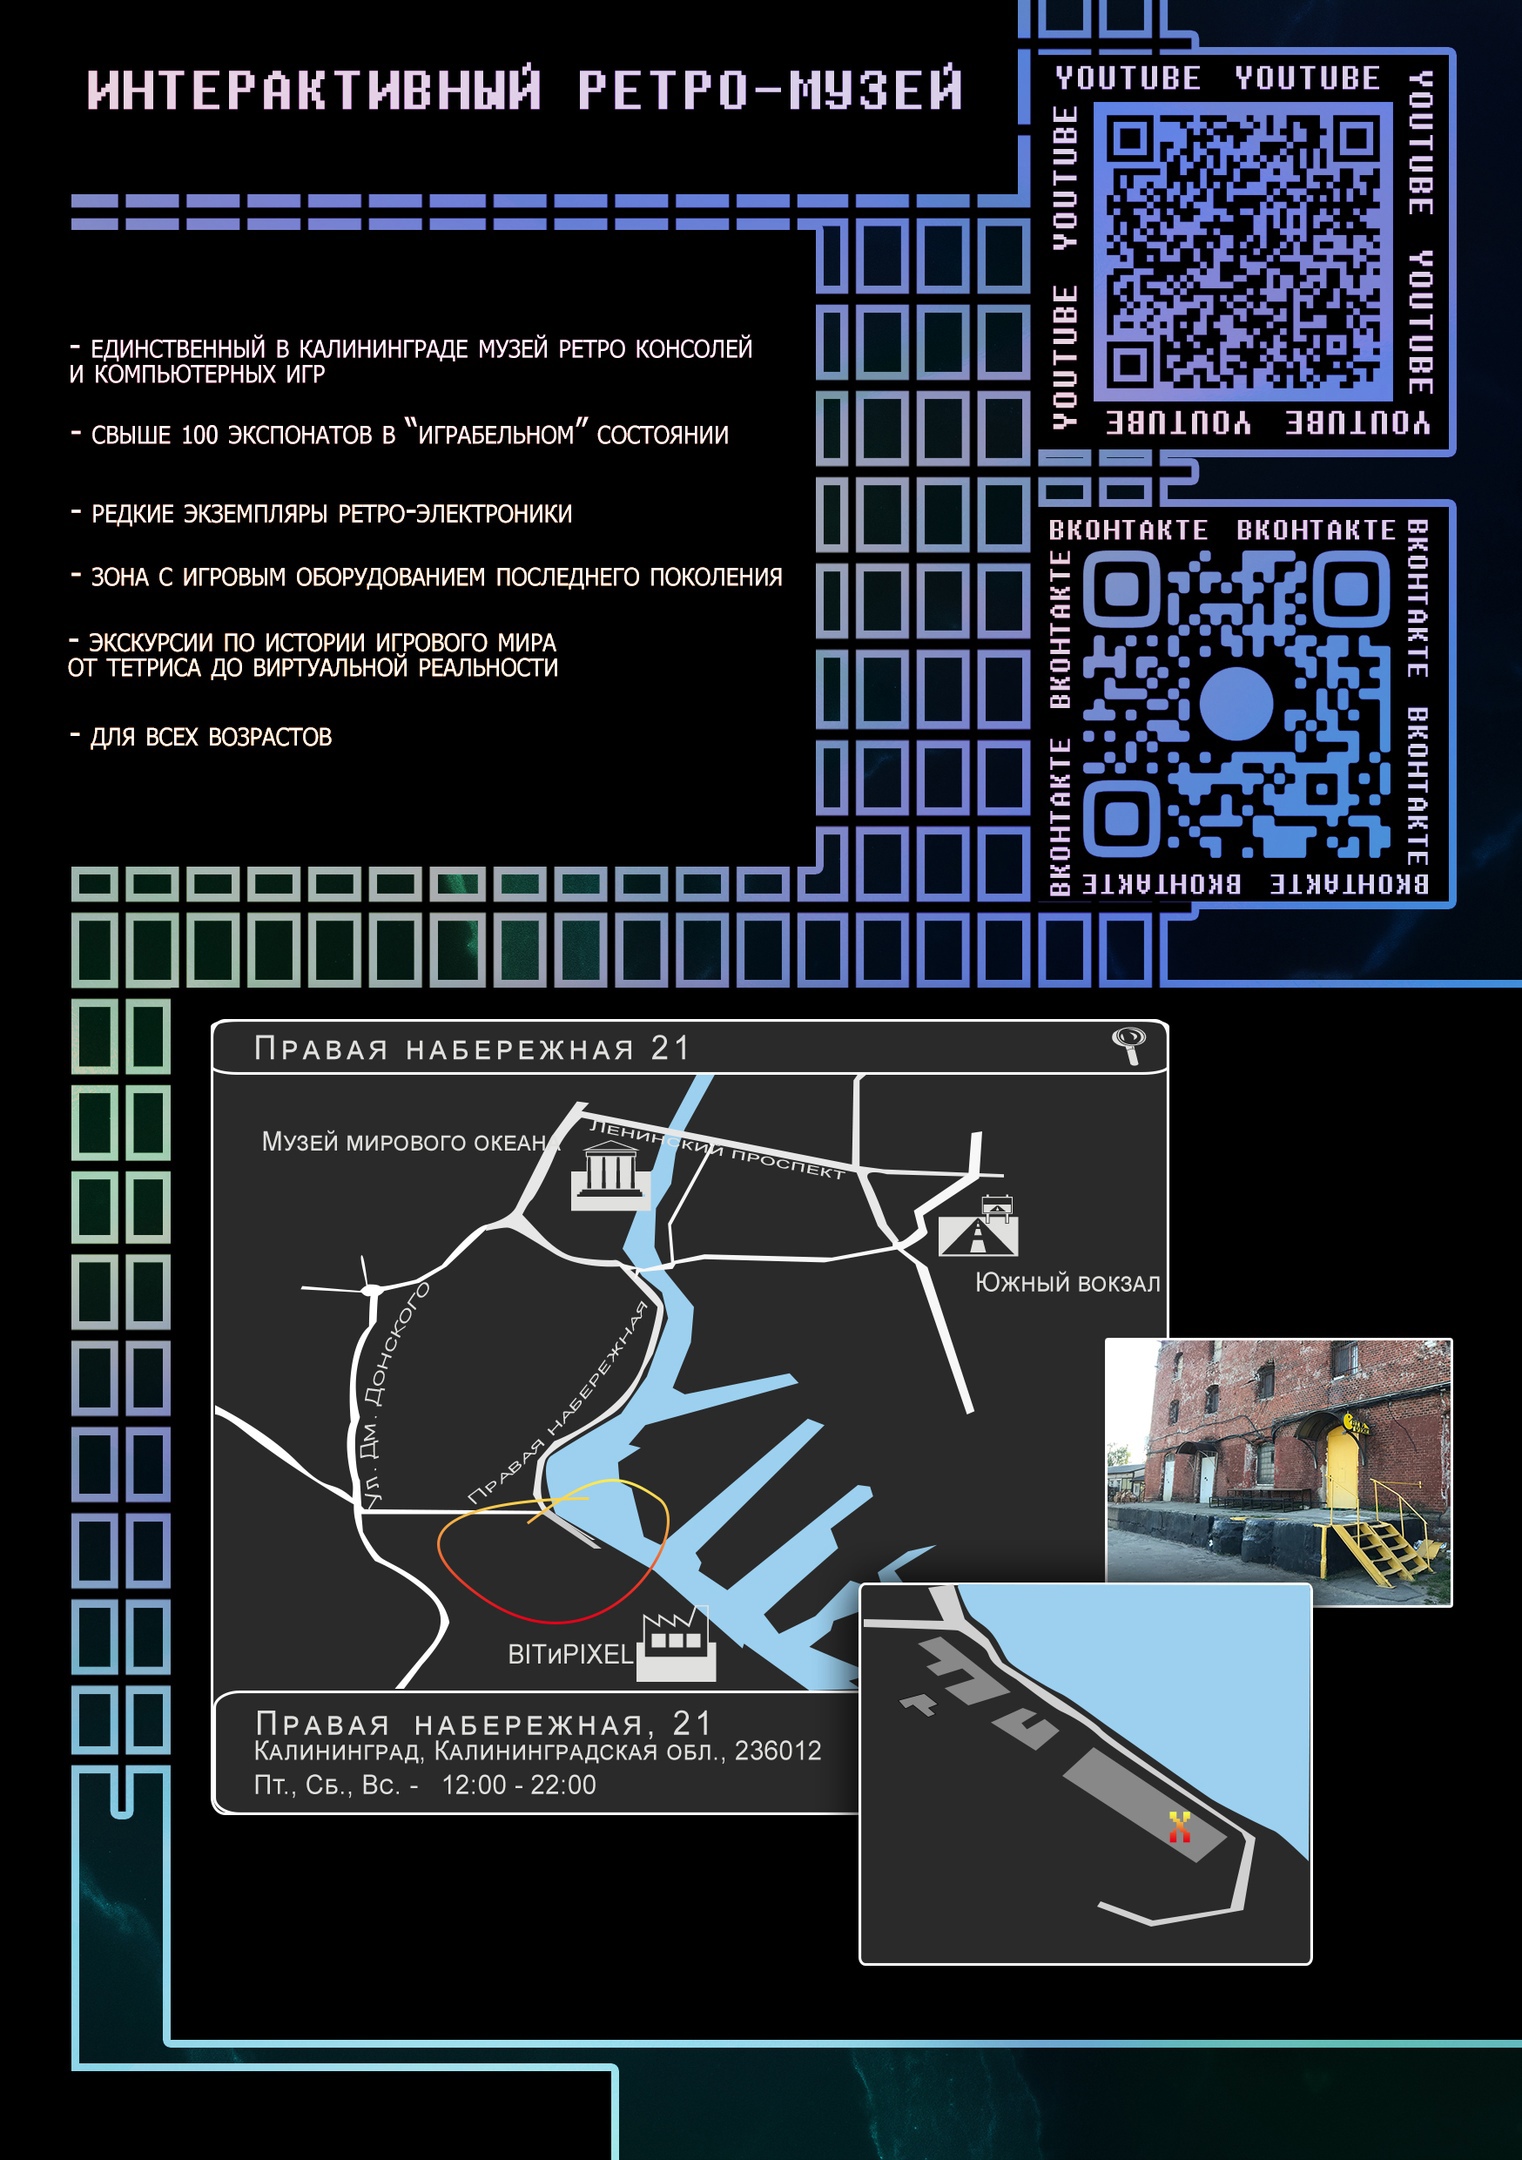 ИНТЕРАКТИВНЫЙ РЕТРО-МУЗЕЙ
YOUTUBE YOUTUBE
YOUTUBE YOUTUBE
YOUTUBE YOUTUBE
YOUTUBE YOUTUBE
- ЕДИНСТВЕННЫЙ В КАЛИНИНГРАДЕ МУЗЕЙ РЕТРО КОНСОЛЕЙ
И КОМПЬЮТЕРНЫХ ИГР
- СВЫШЕ 100 ЭКСПОНАТОВ В “ИГРАБЕЛЬНОМ” СОСТОЯНИИ
- РЕДКИЕ ЭКЗЕМПЛЯРЫ РЕТРО-ЭЛЕКТРОНИКИ
- ЗОНА С ИГРОВЫМ ОБОРУДОВАНИЕМ ПОСЛЕДНЕГО ПОКОЛЕНИЯ
- ЭКСКУРСИИ ПО ИСТОРИИ ИГРОВОГО МИРА
ОТ ТЕТРИСА ДО ВИРТУАЛЬНОЙ РЕАЛЬНОСТИ
- ДЛЯ ВСЕХ ВОЗРАСТОВ
ВКОНТАКТЕ ВКОНТАКТЕ
ВКОНТАКТЕ ВКОНТАКТЕ
ВКОНТАКТЕ ВКОНТАКТЕ
ВКОНТАКТЕ ВКОНТАКТЕ
ПРАВАЯ НАБЕРЕЖНАЯ 21
МУЗЕЙ МИРОВОГО ОКЕАНА
ЛЕНИНСКИЙ ПРОСПЕКТ
ЮЖНЫЙ ВОКЗАЛ
УЛ. ДМ. ДОНСКОГО
ПРАВАЯ НАБЕРЕЖНАЯ
BITиPIXEL
ПРАВАЯ НАБЕРЕЖНАЯ, 21
КАЛИНИНГРАД, КАЛИНИНГРАДСКАЯ ОБЛ., 236012
ПТ., СБ., ВС. - 12:00 - 22:00
X